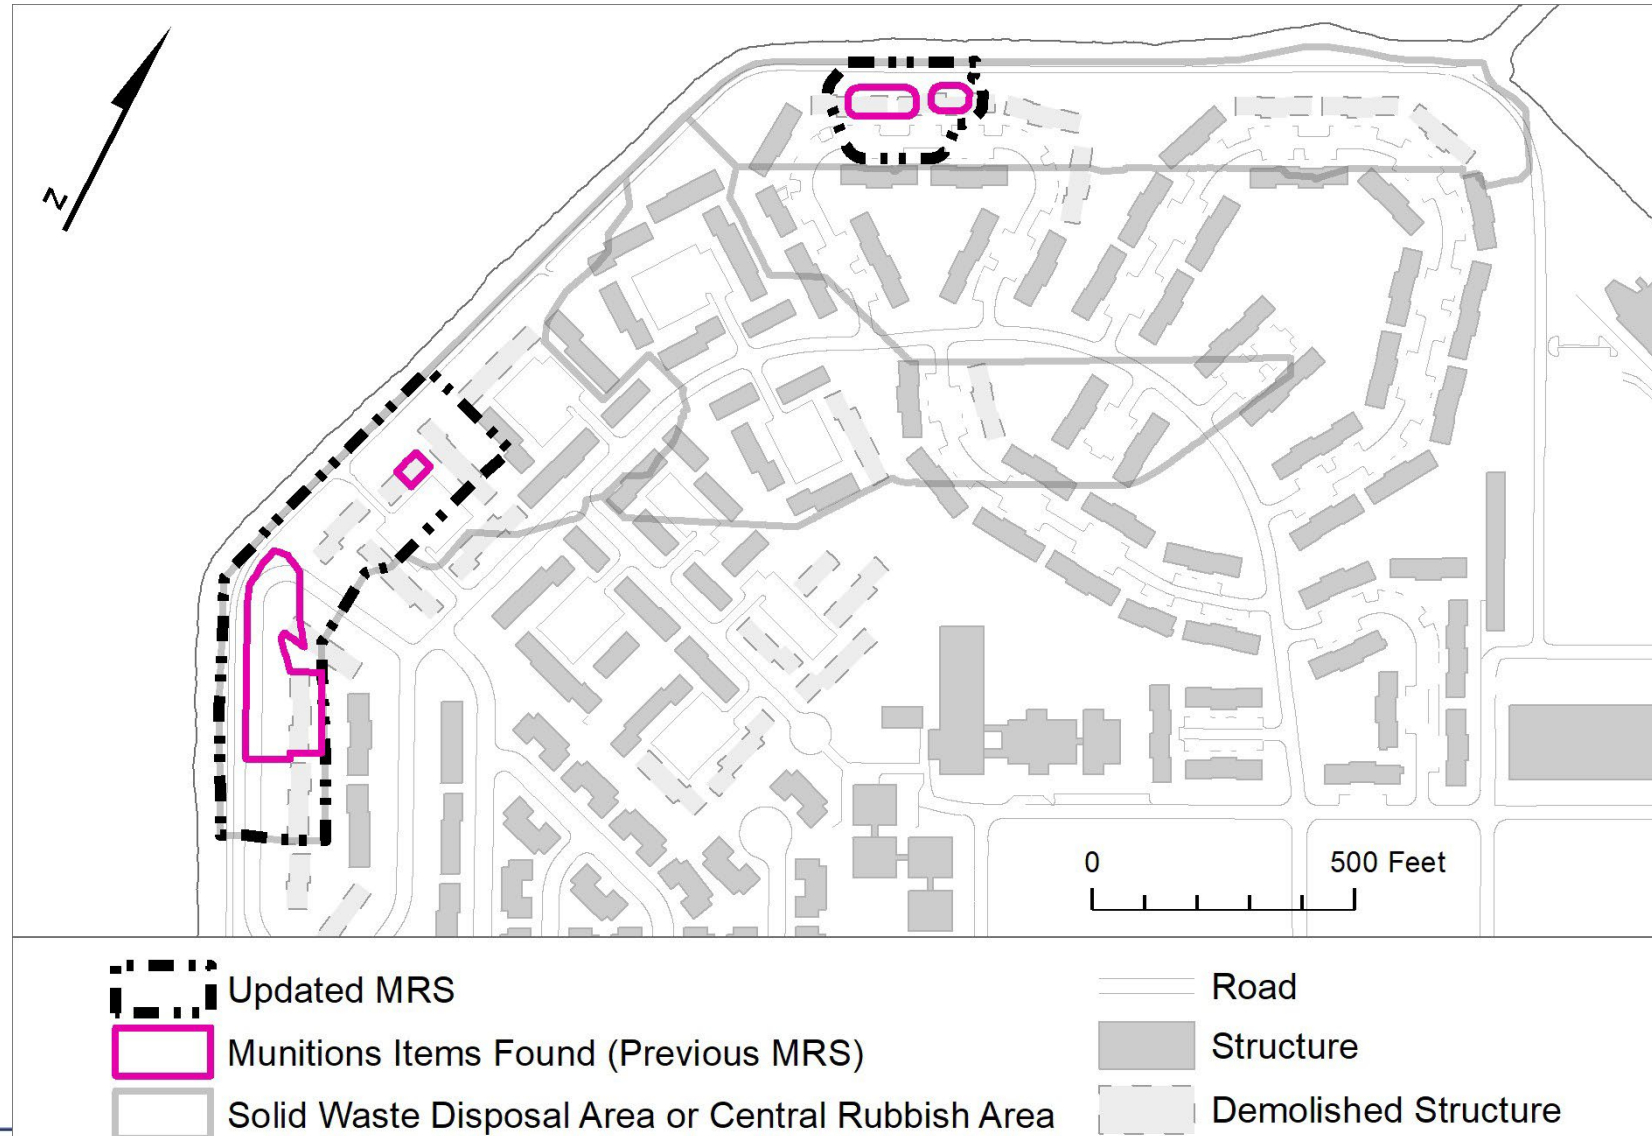 N
0 500 Feet
Updated MRS
Munitions Items Found (Previous MRS)
Solid Waste Disposal Area or Central Rubbish Area
Road
Structure
Demolished Structure